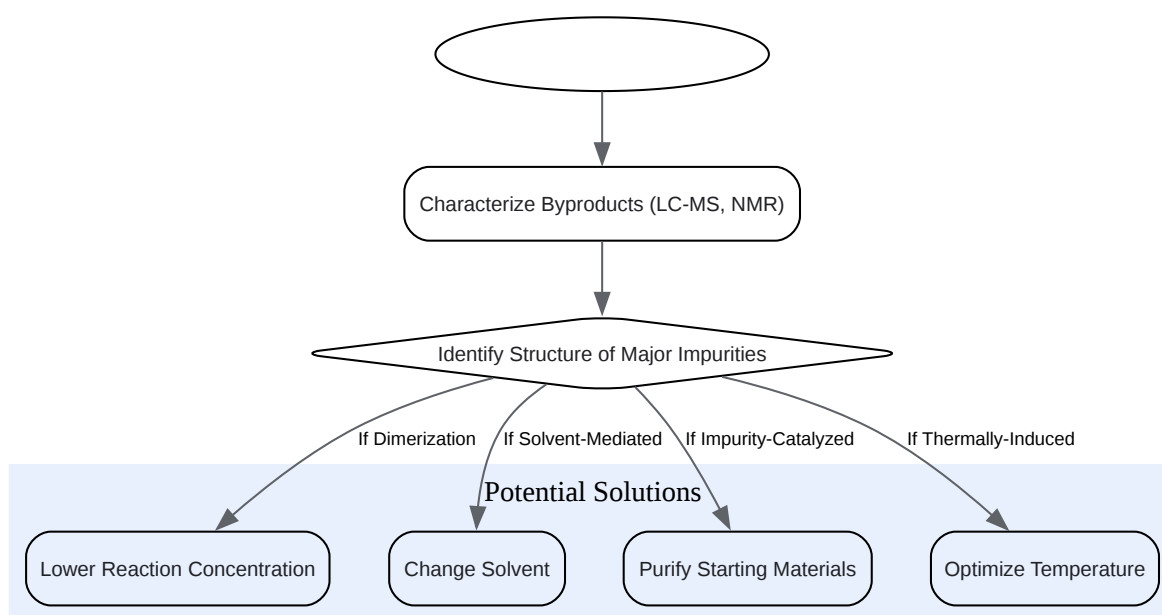 Characterize Byproducts (LC-MS, NMR)
Identify Structure of Major Impurities
If Dimerization
If Solvent-Mediated
If Impurity-Catalyzed
If Thermally-Induced
Potential Solutions
Lower Reaction Concentration
Change Solvent
Purify Starting Materials
Optimize Temperature